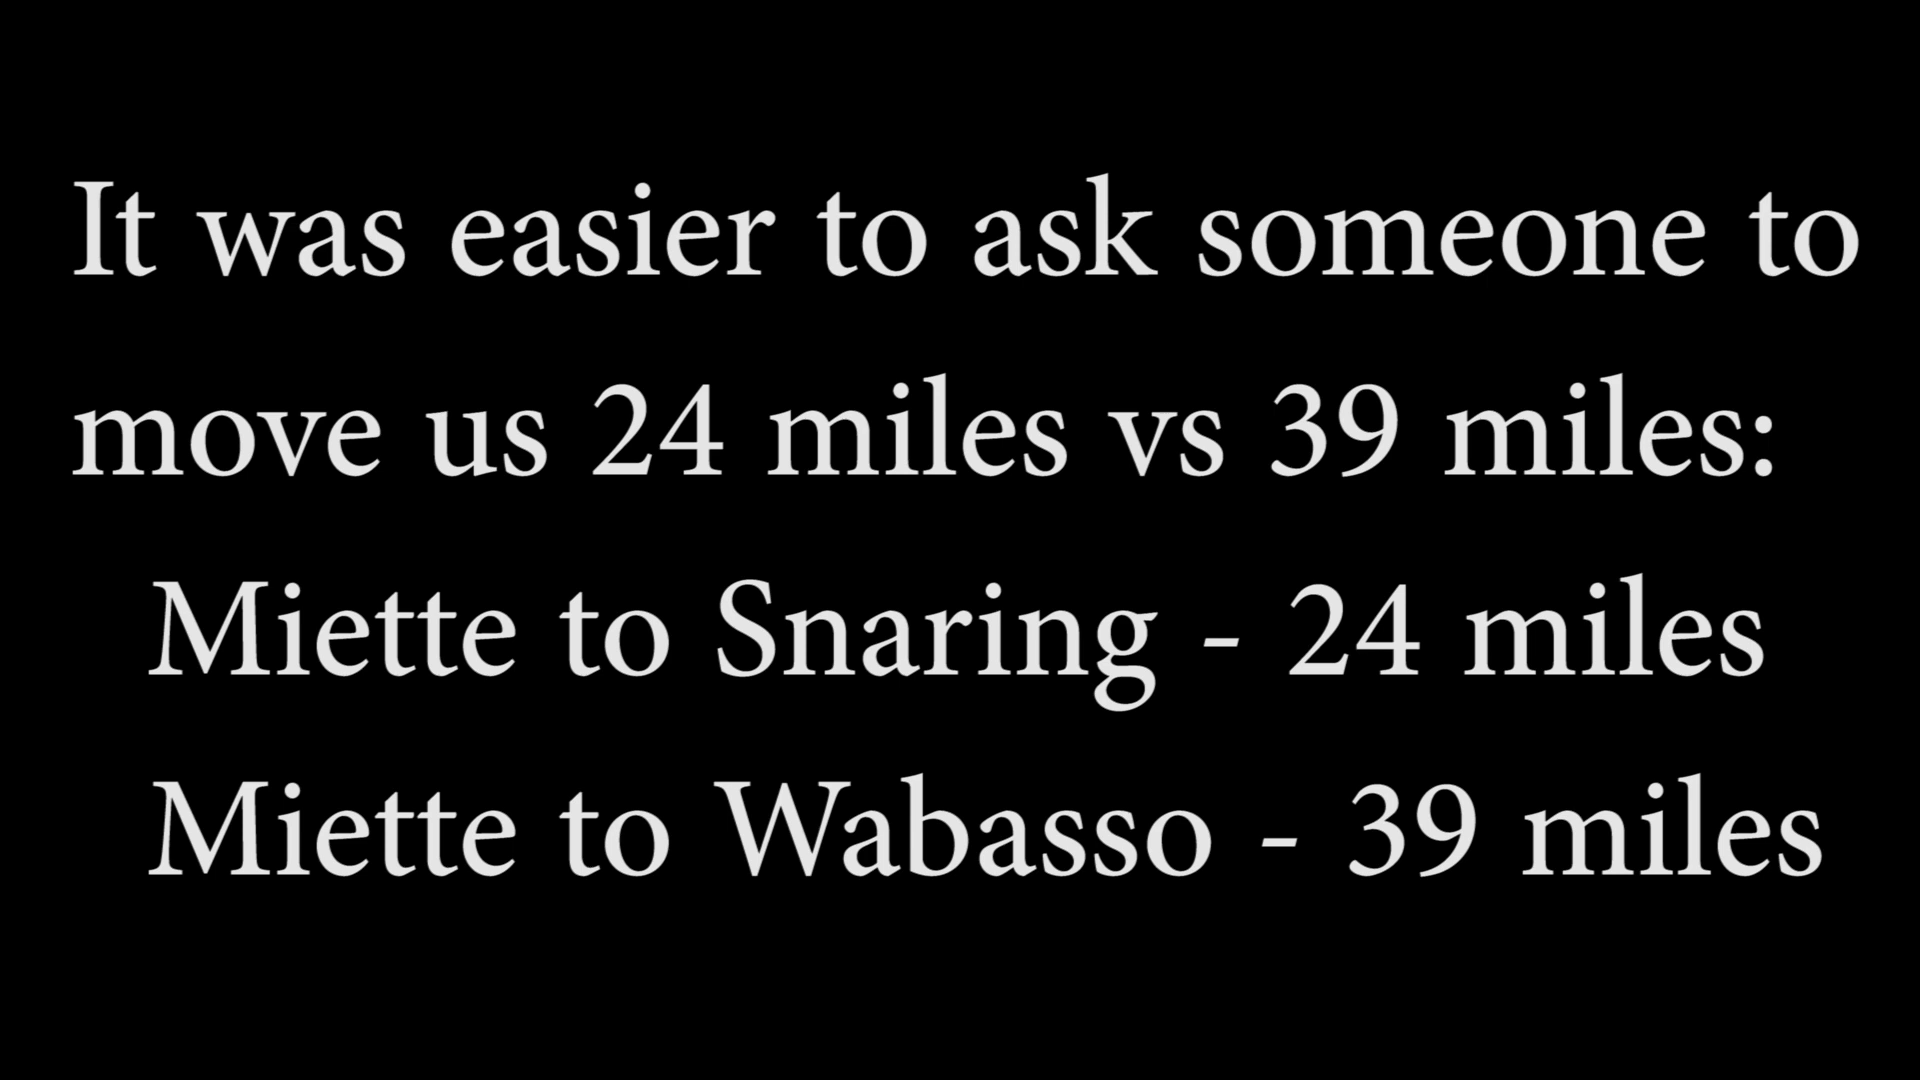 It was easier to ask someone to
move us 24 miles vs 39 miles:
Miette to Snaring - 24 miles
Miette to Wabasso - 39 miles